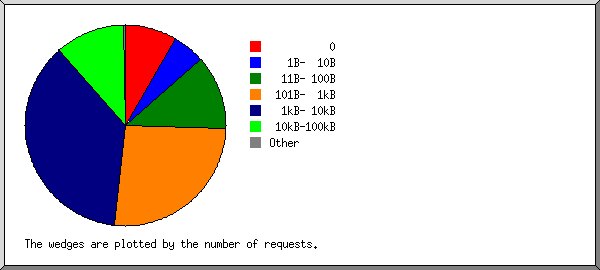 0
1B- 10B
11B- 100B
101B- 1kB
1kB- 10kB
10kB-100kB
Other
The wedges are plotted by the number of requests.